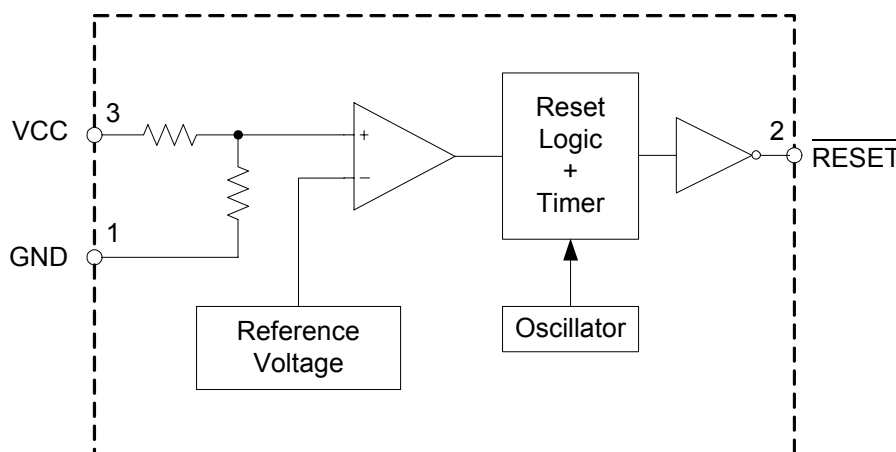 VCC
3
GND
1
+
−
Reference
Voltage
Reset
Logic
+
Timer
Oscillator
2
RESET